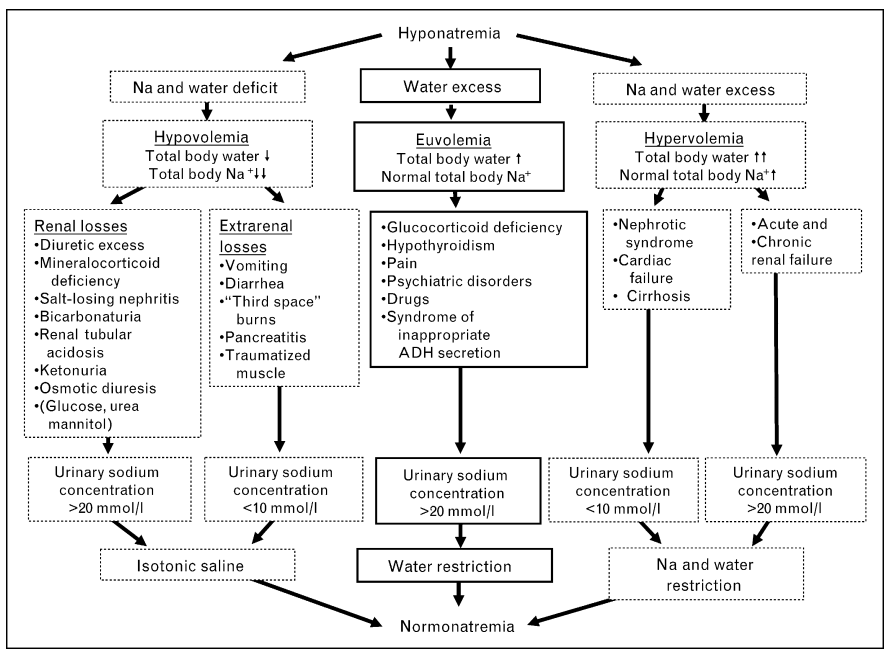 Hyponatremia
Na and water deficit
Water excess
Na and water excess
Hypovolemia
Total body water ↓
Total body Na +↓↓
Euvolemia
Total body water ↑
Normal total body Na+
Hypervolemia
Total body water ↑↑
Normal total body Na+↑
Renal losses
•Diuretic excess
•Mineralocorticoid
deficiency
•Salt-losing nephritis
•Bicarbonaturia
•Renal tubular
acidosis
•Ketonuria
•Osmotic diuresis
•(Glucose, urea
mannitol)
Extrarenal
losses
•Vomiting
•Diarrhea
•“Third space”
burns
•Pancreatitis
•Traumatized
muscle
•Glucocorticoid deficiency
•Hypothyroidism
•Pain
•Psychiatric disorders
•Drugs
•Syndrome of
inappropriate
ADH secretion
•Nephrotic
syndrome
•Cardiac
failure
• Cirrhosis
•Acute and
•Chronic
renal failure
Urinary sodium
concentration
>20 mmol/l
Urinary sodium
concentration
<10 mmol/l
Urinary sodium
concentration
>20 mmol/l
Urinary sodium
concentration
<10 mmol/l
Urinary sodium
concentration
>20 mmol/l
Isotonic saline
Water restriction
Na and water
restriction
Normonatremia